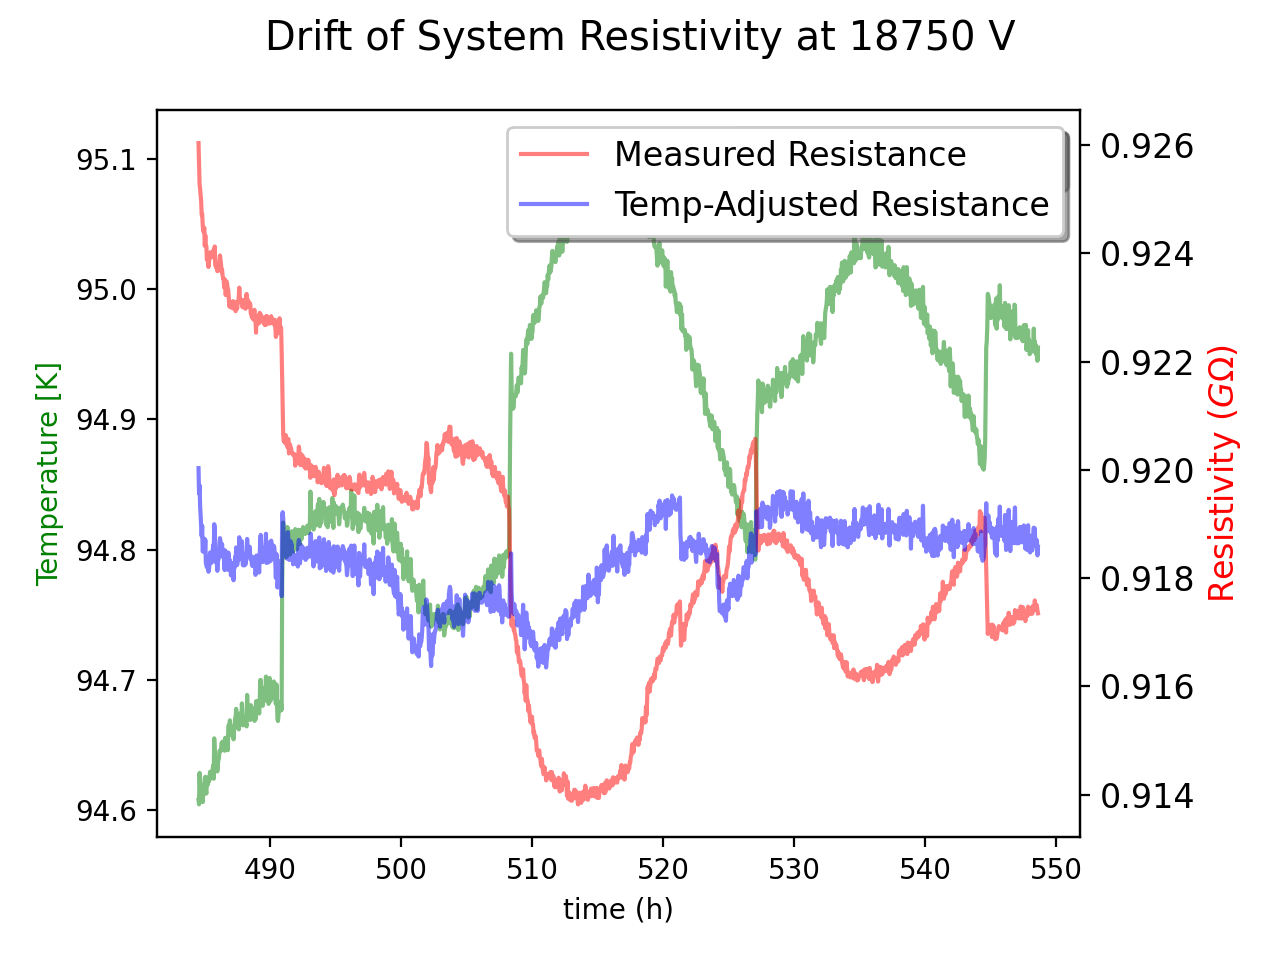 Drift of System Resistivity at 18750 V
Measured Resistance
Temp-Adjusted Resistance
95.1
95.0
94.9
94.8
94.7
94.6
Temperature [K]
0.926
0.924
0.922
0.920
0.918
0.916
0.914
Resistivity (GΩ)
490 500 510 520 530 540 550
time (h)